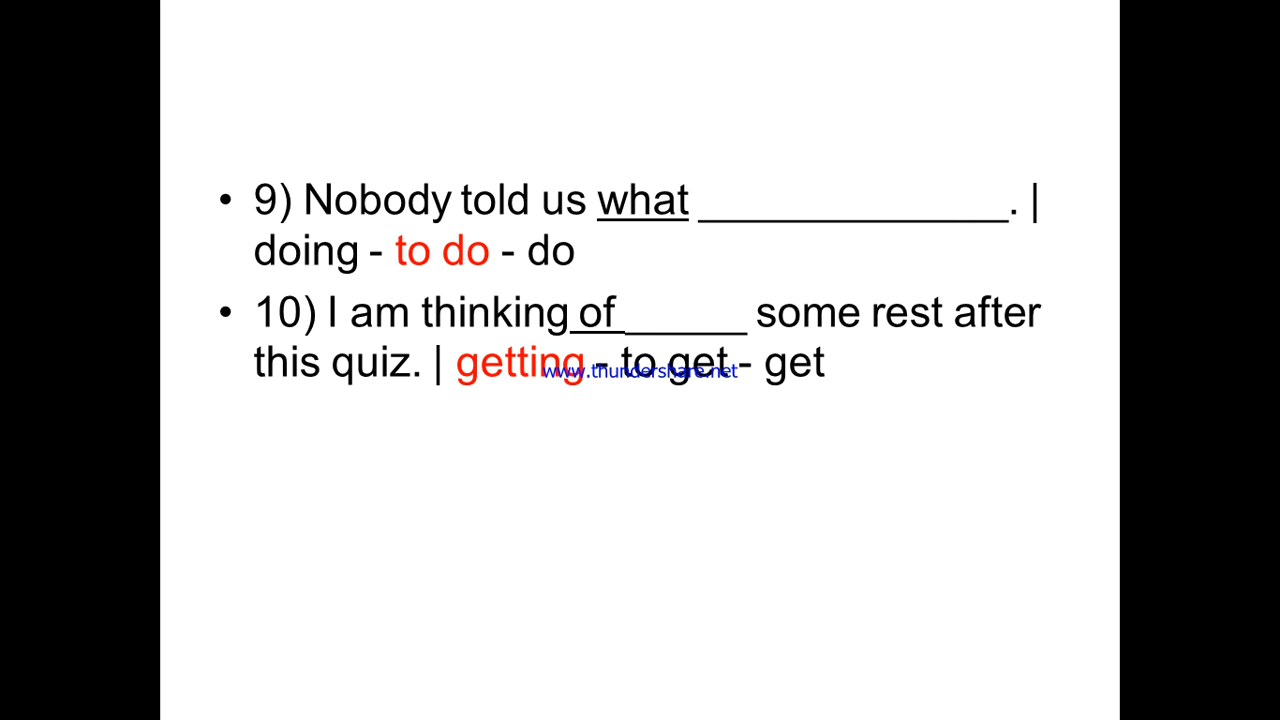 • 9) Nobody told us what _______________. |
doing - to do - do
• 10) I am thinking of ______ some rest after
this quiz. | getting - to get - get
www.thundershare.net